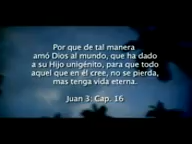 Por que de tal manera
amó Dios al mundo, que ha dado
a su Hijo unigénito, para que todo
aquel que en él cree, no se pierda,
mas tenga vida eterna.
Juan 3: Cap. 16